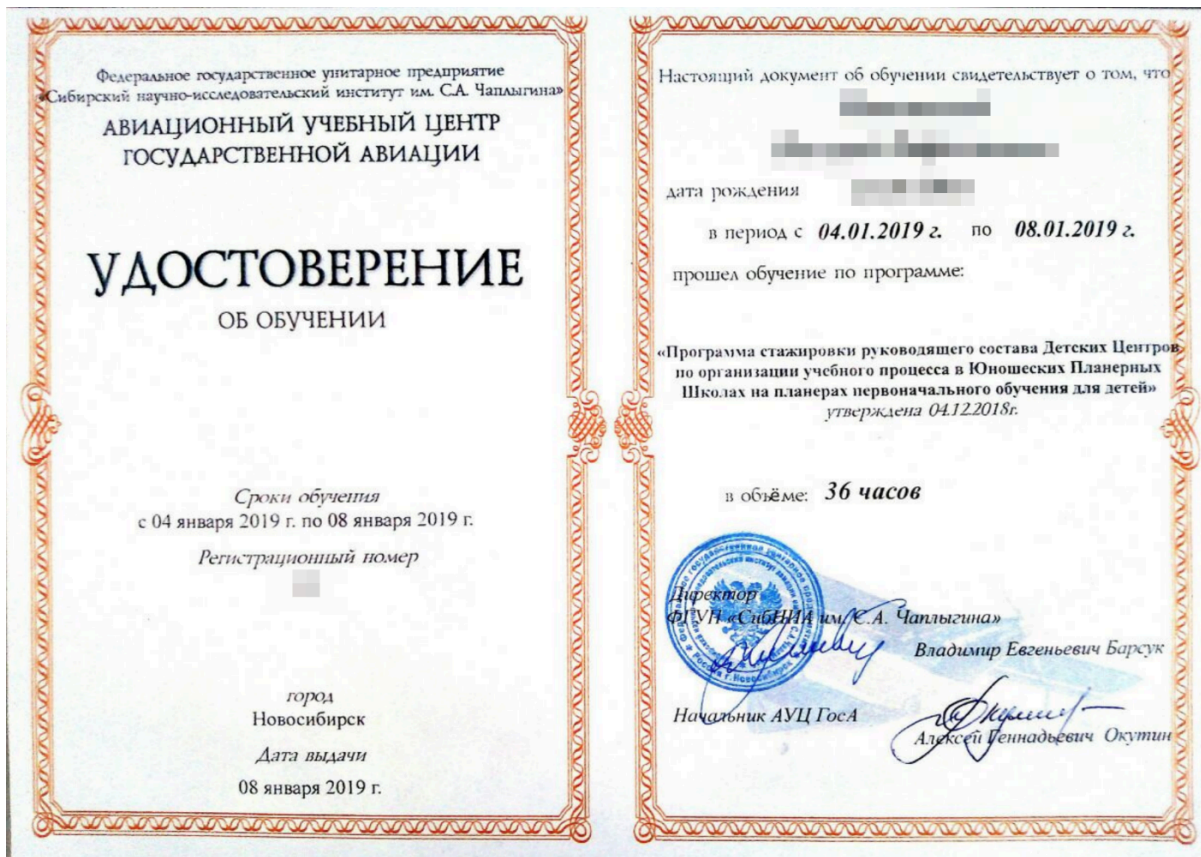 Федеральное государственное унитарное предприятие
«Сибирский научно-исследовательский институт им. С.А. Чаплыгина»
АВИАЦИОННЫЙ УЧЕБНЫЙ ЦЕНТР
ГОСУДАРСТВЕННОЙ АВИАЦИИ
УДОСТОВЕРЕНИЕ
ОБ ОБУЧЕНИИ
Сроки обучения
с 04 января 2019 г. по 08 января 2019 г.
Регистрационный номер
город
Новосибирск
Дата выдачи
08 января 2019 г.
Настоящий документ об обучении свидетельствует о том, что
дата рождения
в период с 04.01.2019 г. по 08.01.2019 г.
прошел обучение по программе:
«Программа стажировки руководящего состава Детских Центров
по организации учебного процесса в Юношеских Планерных
Школах на планерах первоначального обучения для детей»
утверждена 04.12.2018г.
в объёме: 36 часов
Директор
ФГУП «СибНИА им. С.А. Чаплыгина»
Владимир Евгеньевич Барсук
Начальник АУЦ ГосА
Алексей Геннадьевич Окутин